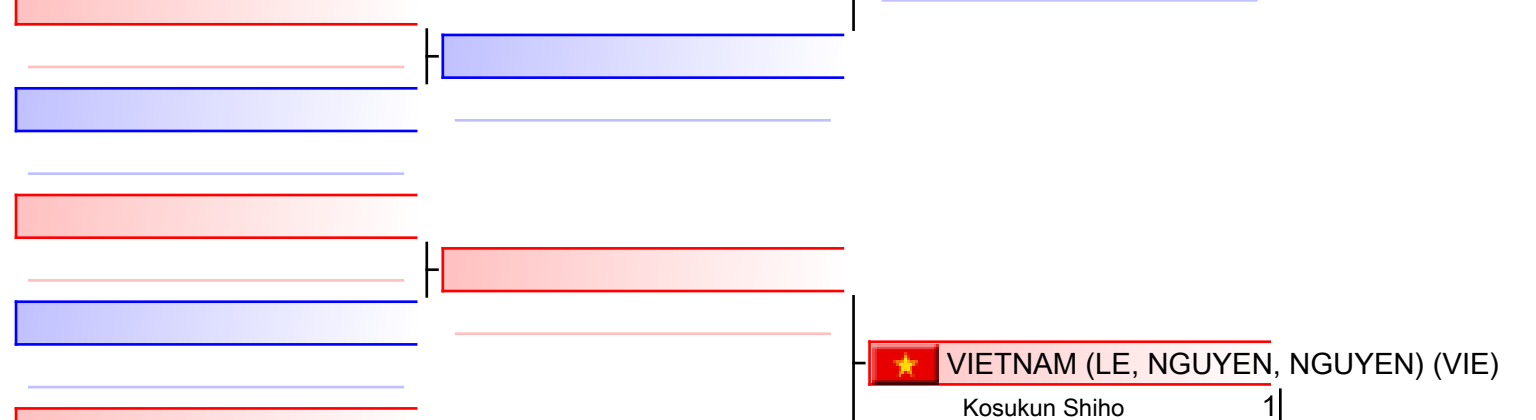 VIETNAM (LE, NGUYEN, NGUYEN) (VIE)
Kosukun Shiho 1